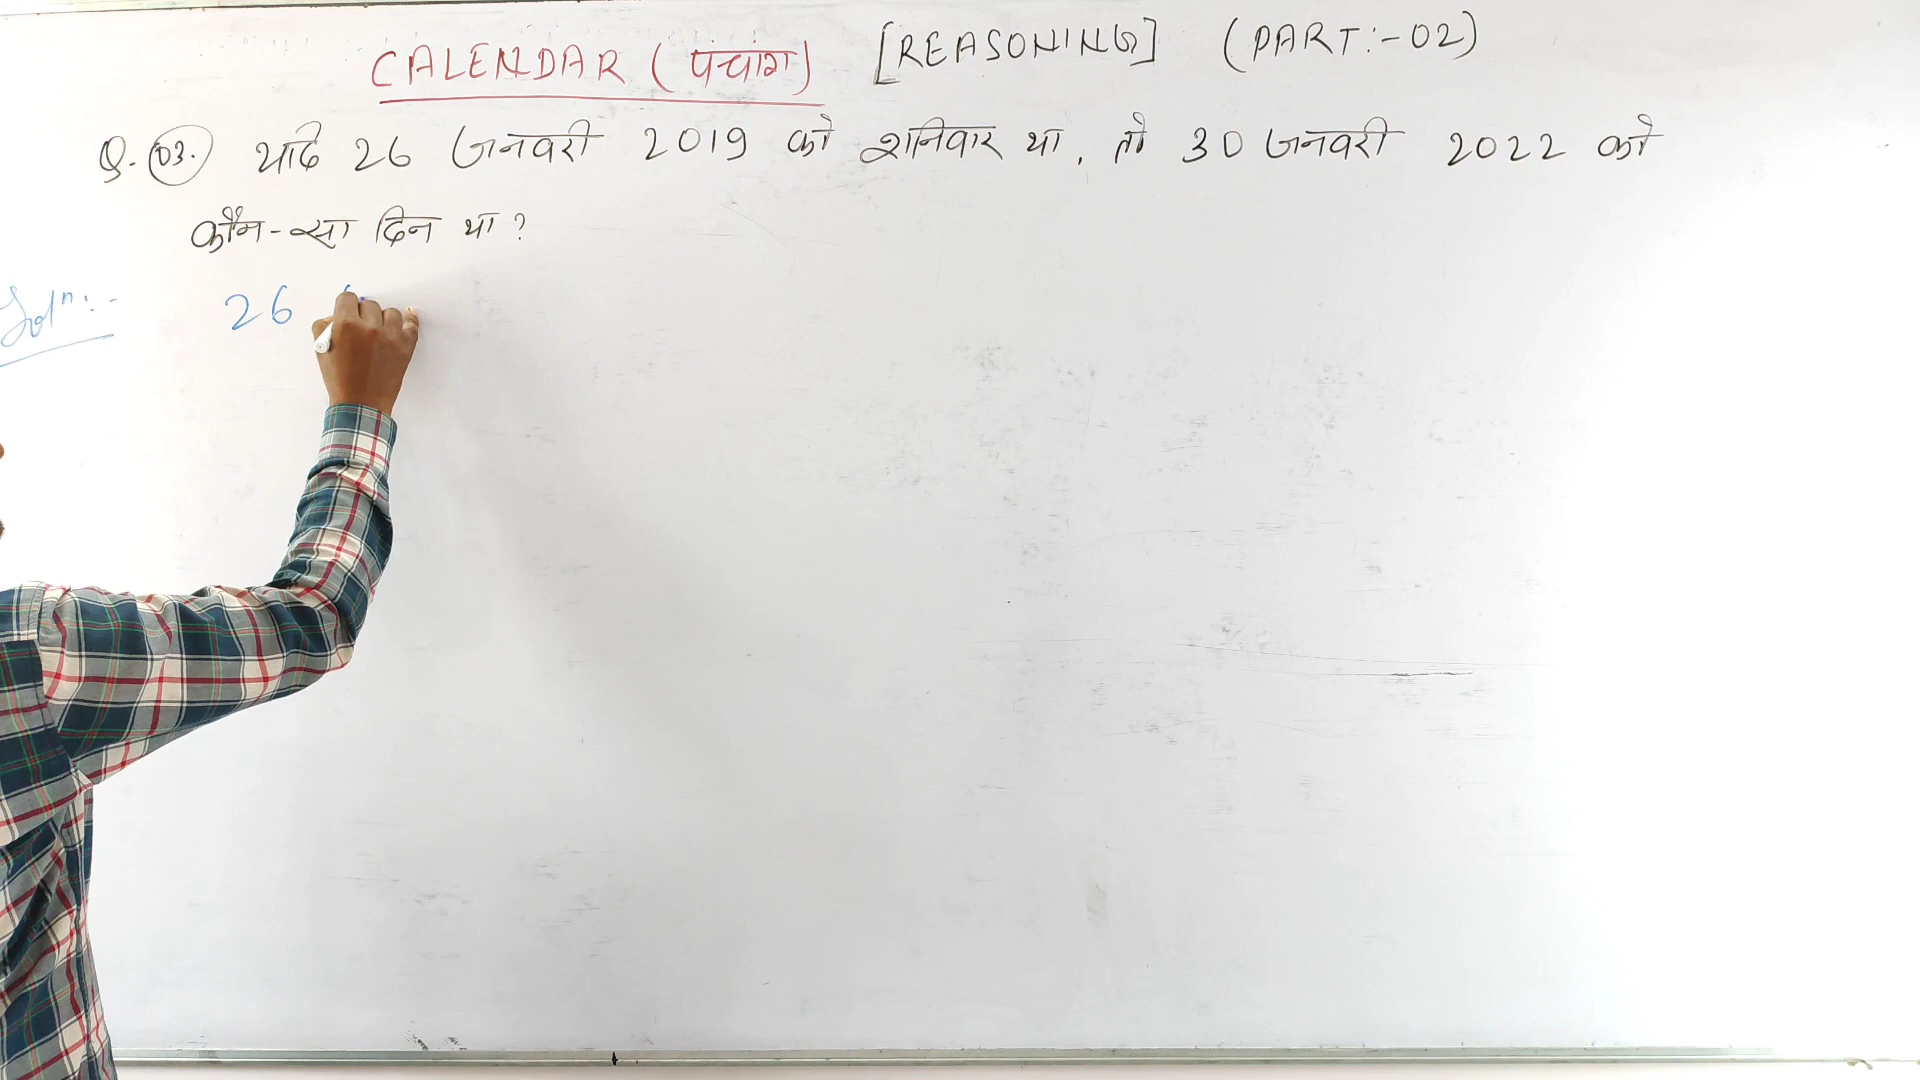 CALENDAR (पंचांग) [REASONING] (PART:-02)
Q. 03. यदि 26 जनवरी 2019 को शनिवार था, तो 30 जनवरी 2022 को
कौन-सा दिन था?
Solⁿ:- 26